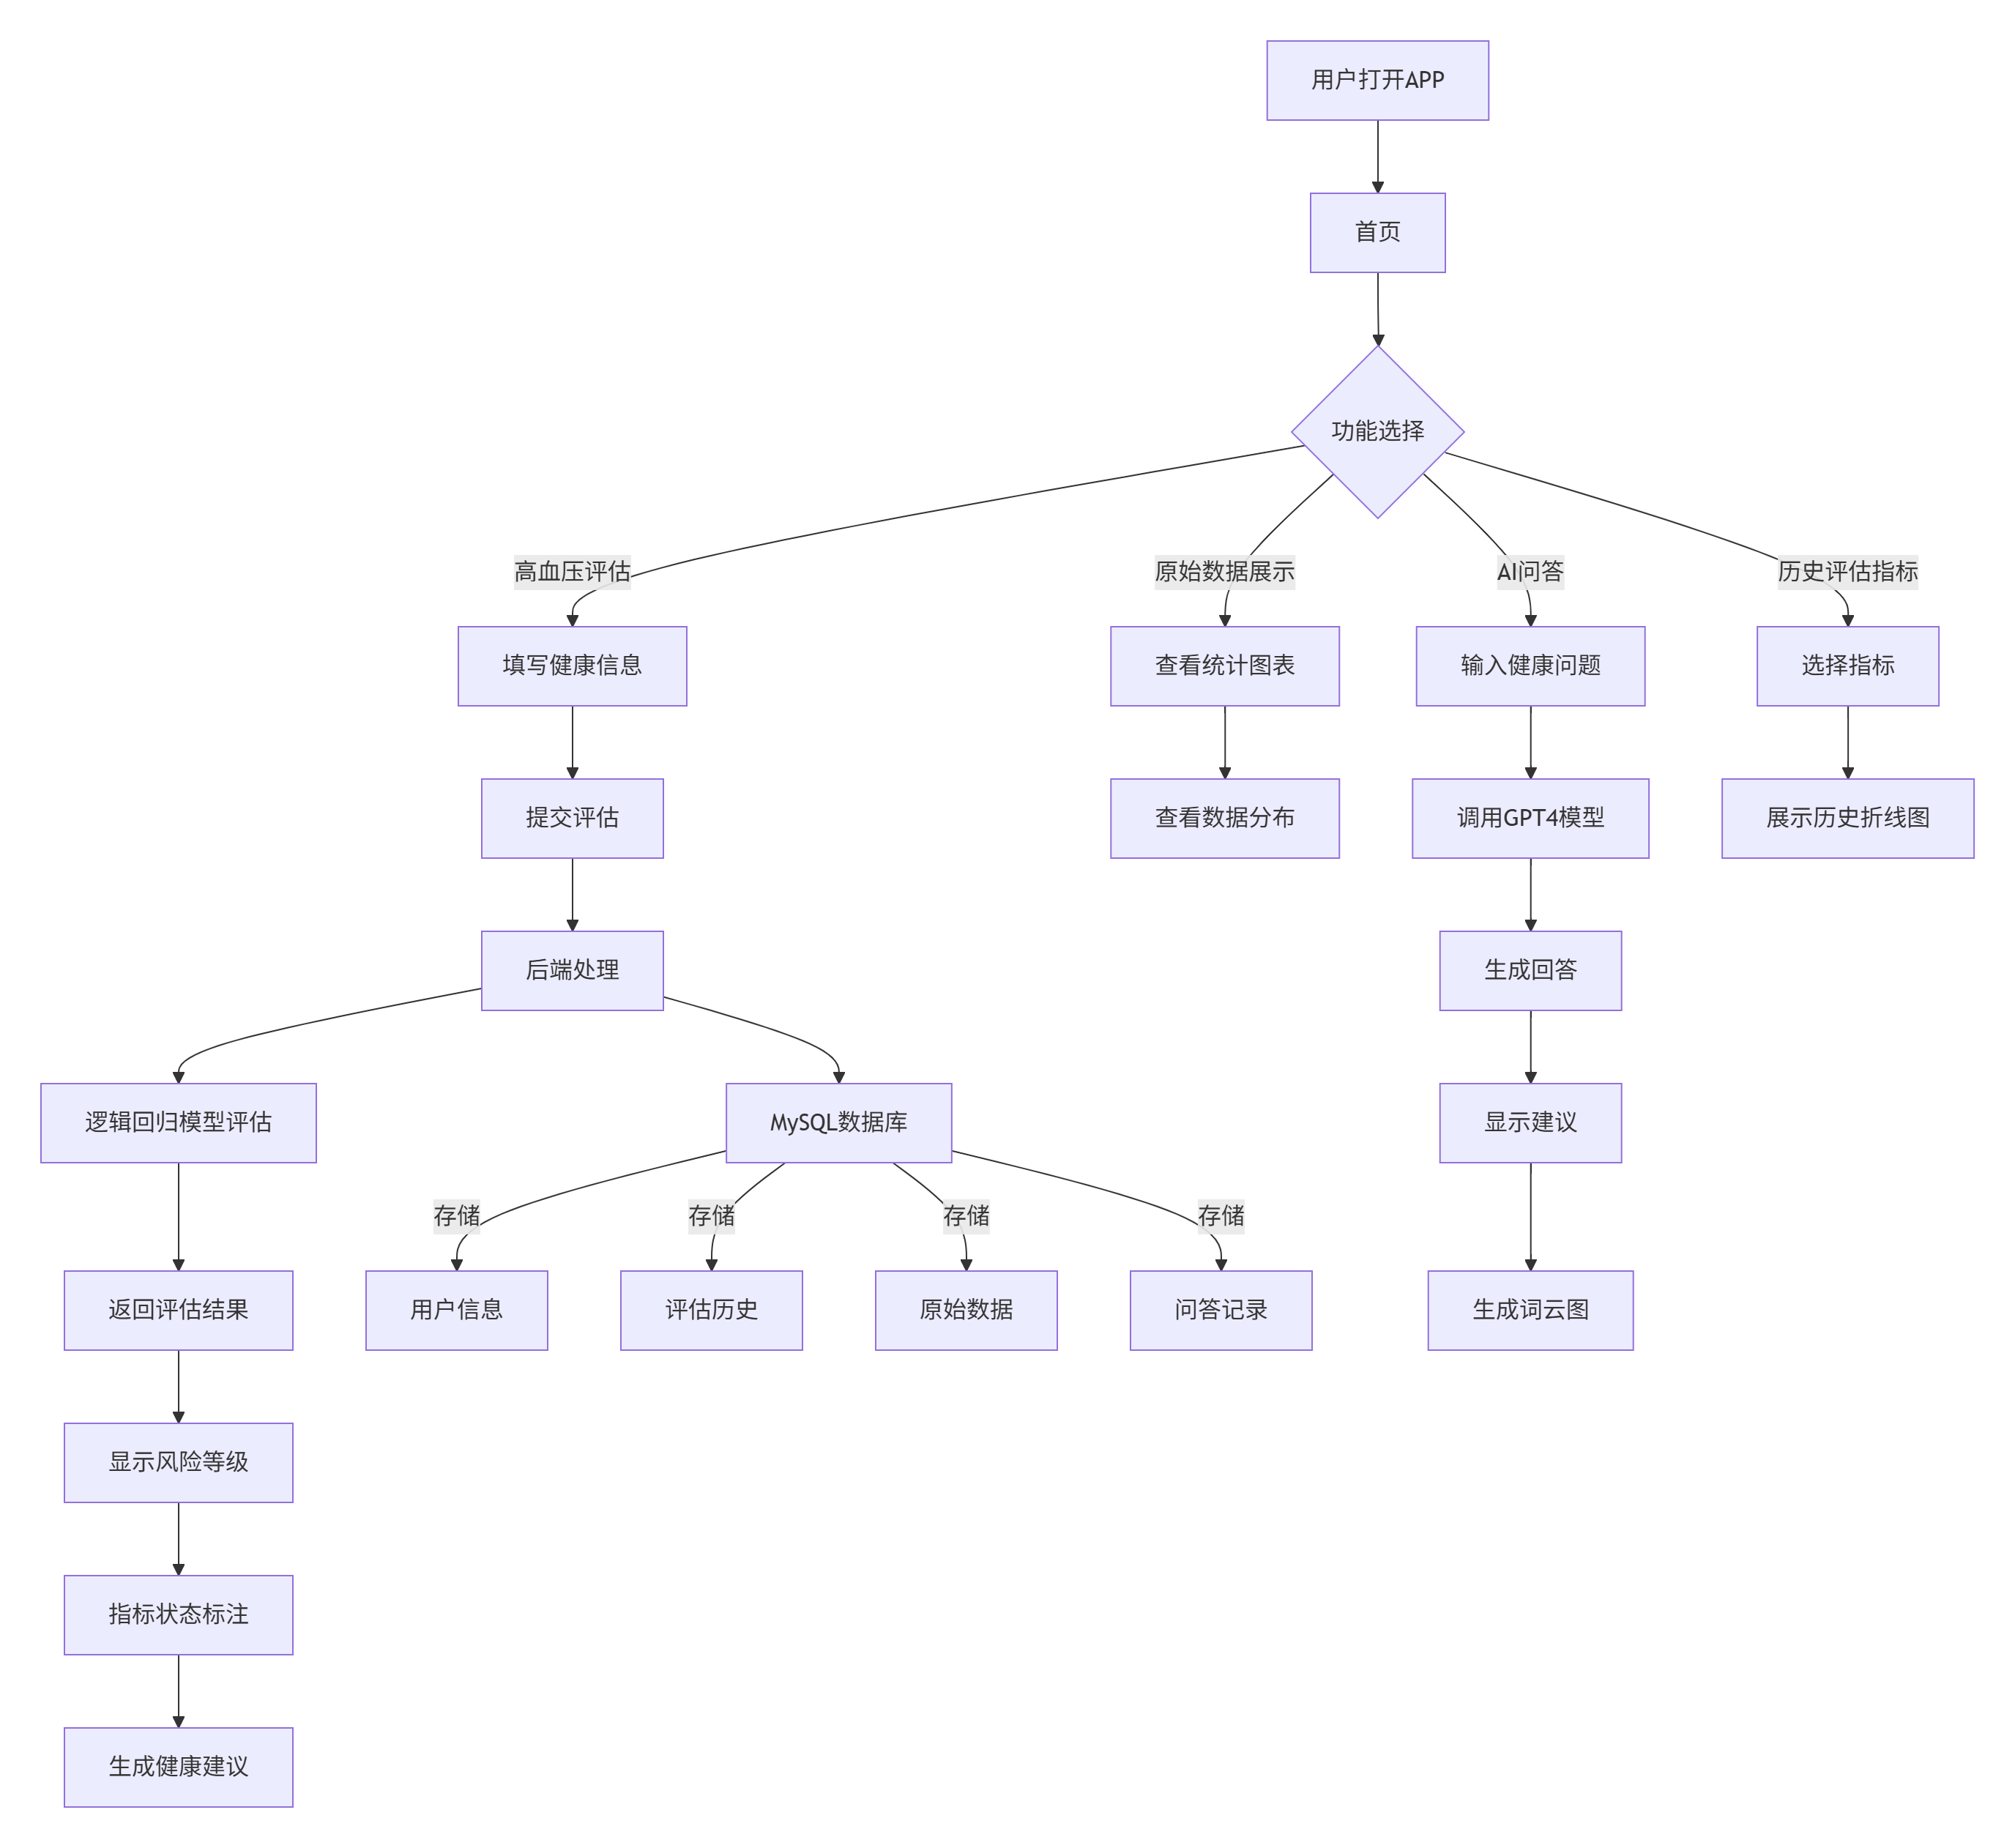 用户打开APP
首页
功能选择
高血压评估
原始数据展示
AI问答
历史评估指标
填写健康信息
查看统计图表
输入健康问题
选择指标
提交评估
查看数据分布
调用GPT4模型
展示历史折线图
后端处理
生成回答
逻辑回归模型评估
MySQL数据库
显示建议
存储
存储
存储
存储
返回评估结果
用户信息
评估历史
原始数据
问答记录
生成词云图
显示风险等级
指标状态标注
生成健康建议